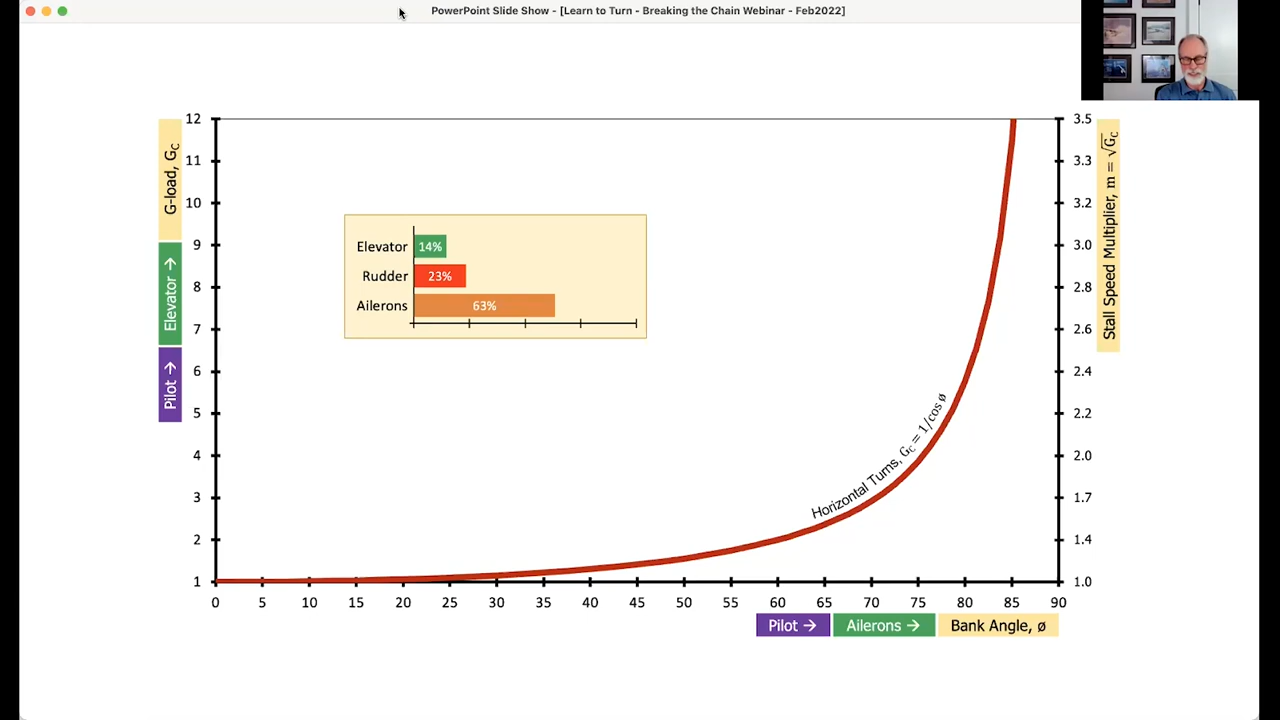 PowerPoint Slide Show - [Learn to Turn - Breaking the Chain Webinar - Feb2022]
G-load, G_C
Elevator →
Pilot →
12
11
10
9
8
7
6
5
4
3
2
1
Elevator 14%
Rudder 23%
Ailerons 63%
Horizontal Turns, G_C = 1/cos ø
3.5
3.3
3.2
3.0
2.8
2.6
2.4
2.2
2.0
1.7
1.4
1.0
Stall Speed Multiplier, m = √G_C
0 5 10 15 20 25 30 35 40 45 50 55 60 65 70 75 80 85 90
Pilot → Ailerons → Bank Angle, ø